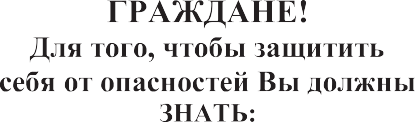 ГРАЖДАНЕ!
Для того, чтобы защитить
себя от опасностей Вы должны
ЗНАТЬ: